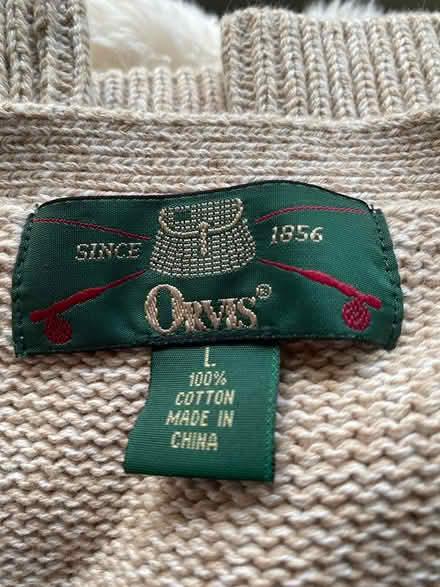 SINCE 1856
ORVIS®
L
100%
COTTON
MADE IN
CHINA